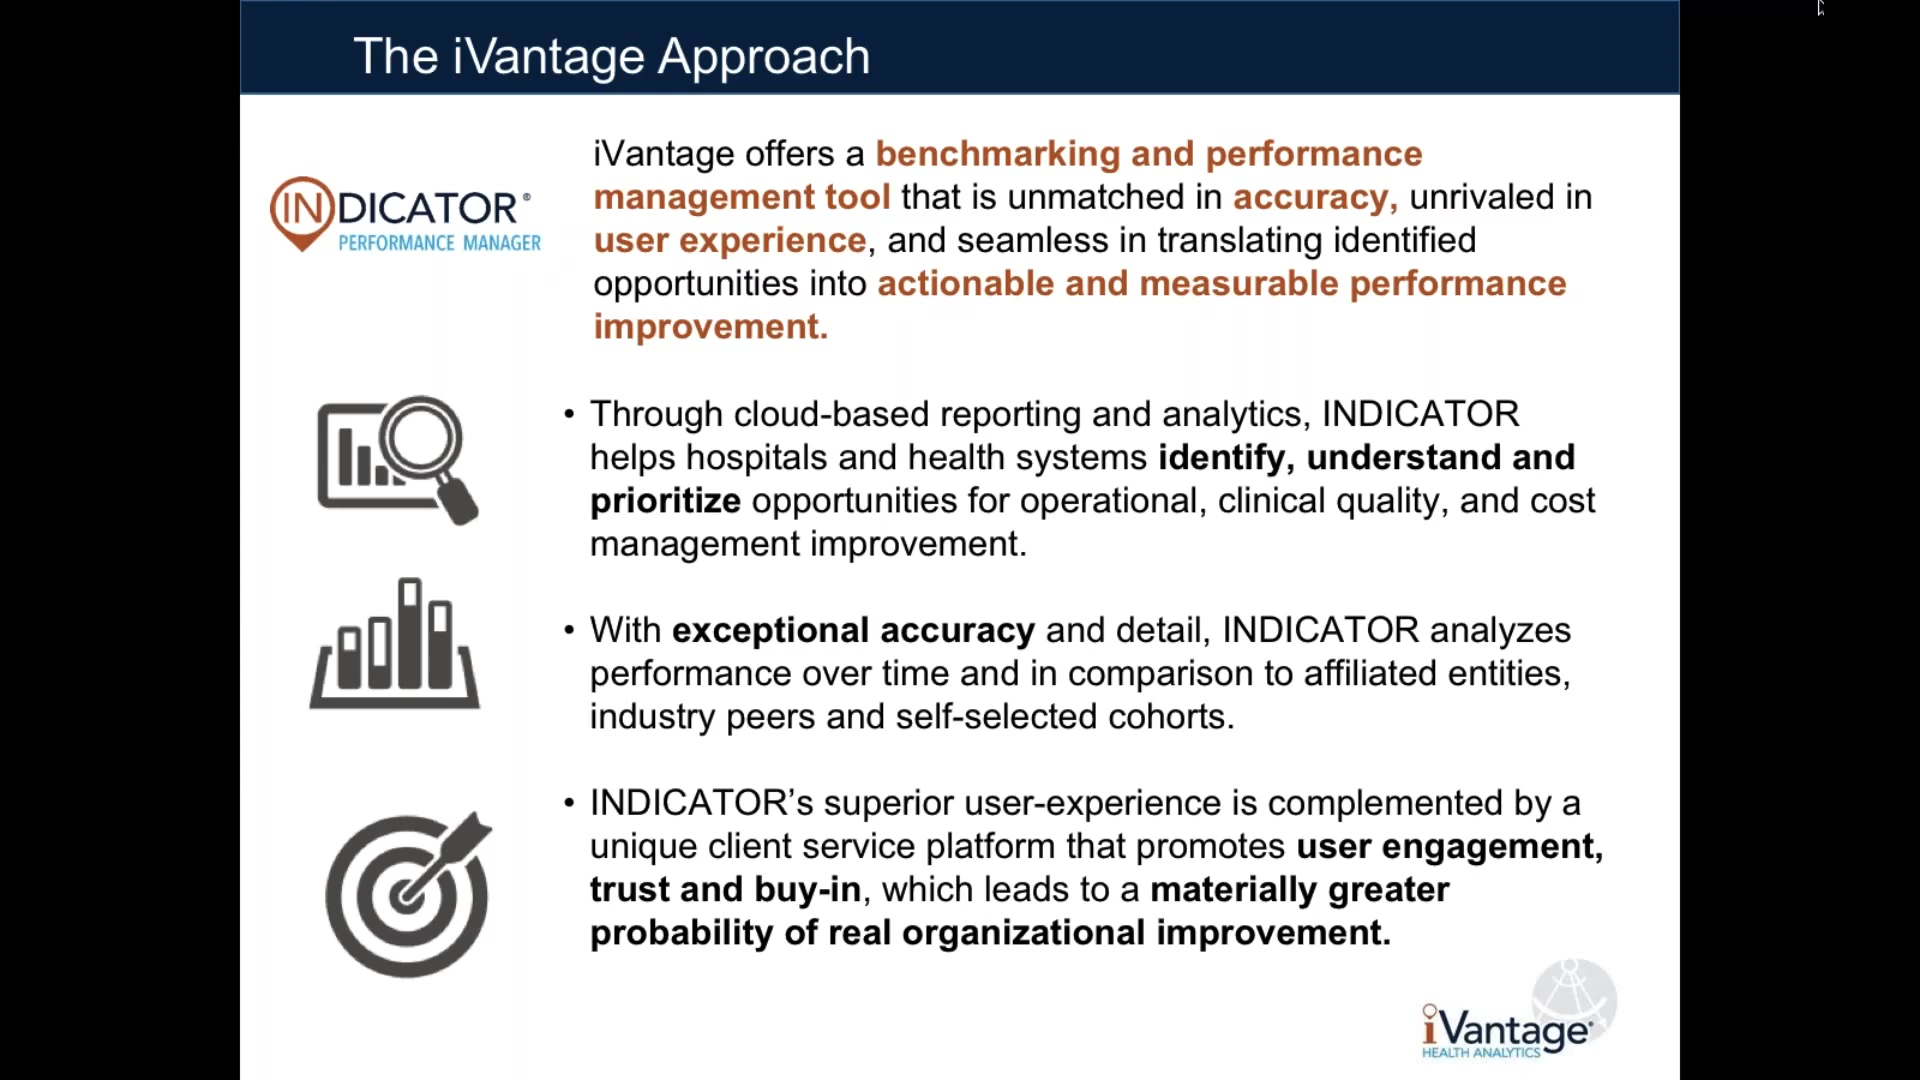 The iVantage Approach
INDICATOR®
PERFORMANCE MANAGER
iVantage offers a benchmarking and performance
management tool that is unmatched in accuracy, unrivaled in
user experience, and seamless in translating identified
opportunities into actionable and measurable performance
improvement.
• Through cloud-based reporting and analytics, INDICATOR
helps hospitals and health systems identify, understand and
prioritize opportunities for operational, clinical quality, and cost
management improvement.
• With exceptional accuracy and detail, INDICATOR analyzes
performance over time and in comparison to affiliated entities,
industry peers and self-selected cohorts.
• INDICATOR’s superior user-experience is complemented by a
unique client service platform that promotes user engagement,
trust and buy-in, which leads to a materially greater
probability of real organizational improvement.
iVantage®
HEALTH ANALYTICS